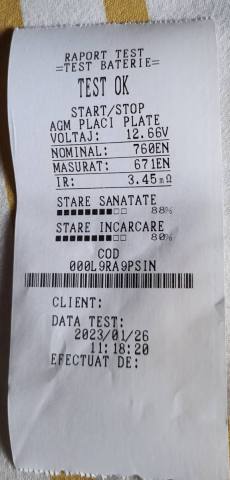 RAPORT TEST
=TEST BATERIE=
TEST OK
START/STOP
AGM PLACI PLATE
VOLTAJ: 12.66V
NOMINAL: 760EN
MASURAT: 671EN
IR: 3.45mΩ
STARE SANATATE
88%
STARE INCARCARE
80%
COD
000L9RA9PSIN
CLIENT:
DATA TEST:
2023/01/26
11:18:20
EFECTUAT DE: